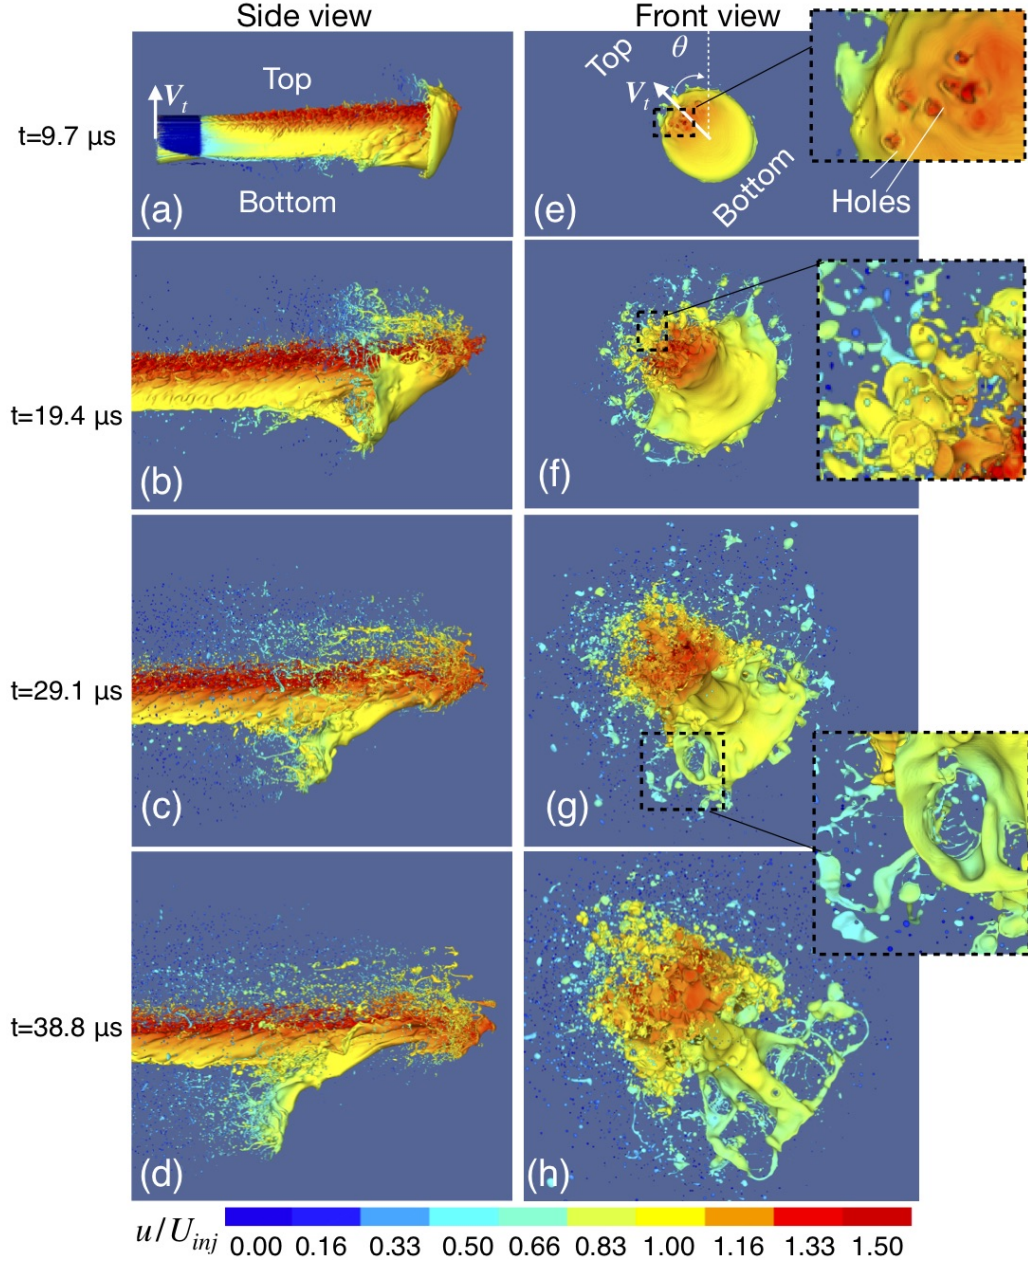 Side view
Front view
t=9.7 μs
Top
V_t
Bottom
(a)
Top
θ
V_t
Bottom
(e)
Holes
t=19.4 μs
(b)
(f)
t=29.1 μs
(c)
(g)
t=38.8 μs
(d)
(h)
u/U_inj
0.00 0.16 0.33 0.50 0.66 0.83 1.00 1.16 1.33 1.50